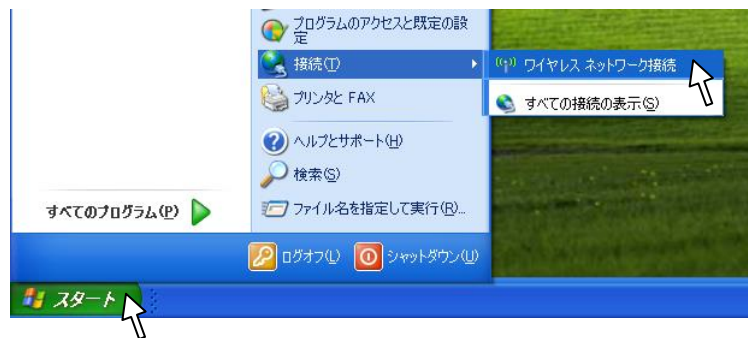 プログラムのアクセスと既定の設
定
接続(T)
ワイヤレス ネットワーク接続
プリンタと FAX
すべての接続の表示(S)
ヘルプとサポート(H)
検索(S)
すべてのプログラム(P)
ファイル名を指定して実行(R)...
ログオフ(L)
シャットダウン(U)
スタート